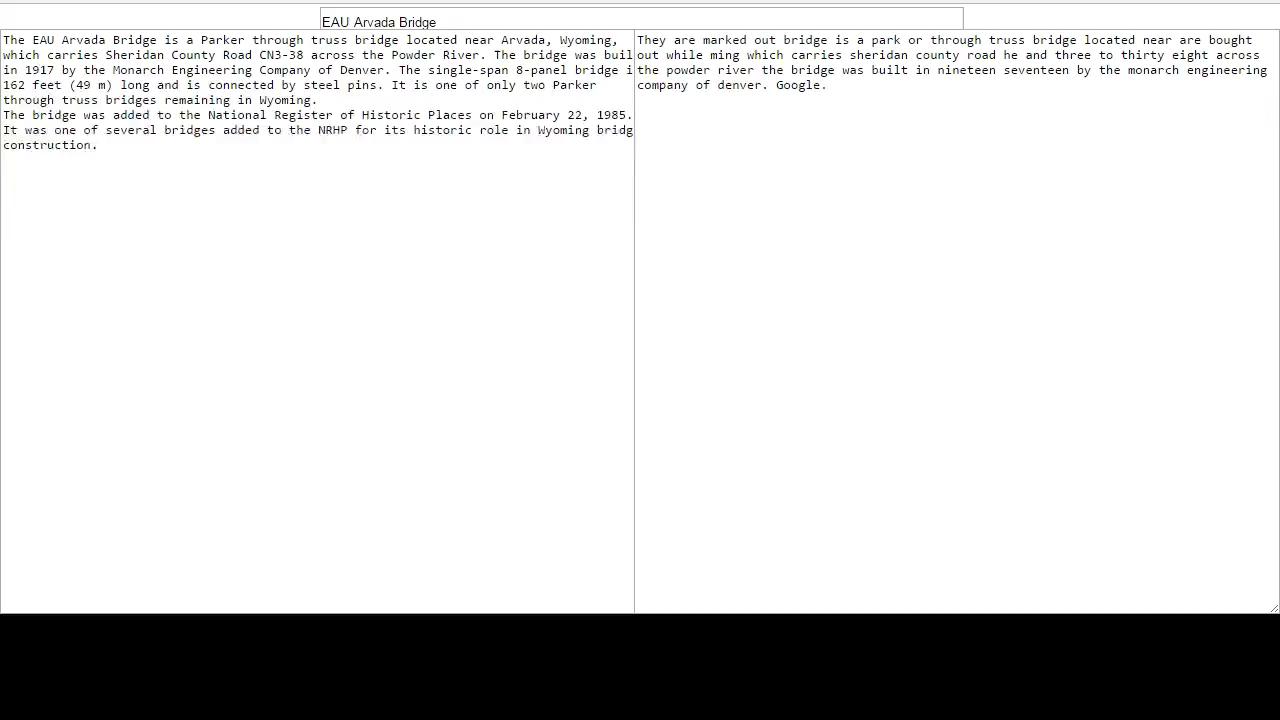 EAU Arvada Bridge
The EAU Arvada Bridge is a Parker through truss bridge located near Arvada, Wyoming,
which carries Sheridan County Road CN3-38 across the Powder River. The bridge was buil
in 1917 by the Monarch Engineering Company of Denver. The single-span 8-panel bridge i
162 feet (49 m) long and is connected by steel pins. It is one of only two Parker
through truss bridges remaining in Wyoming.
The bridge was added to the National Register of Historic Places on February 22, 1985.
It was one of several bridges added to the NRHP for its historic role in Wyoming bridg
construction.
They are marked out bridge is a park or through truss bridge located near are bought
out while ming which carries sheridan county road he and three to thirty eight across
the powder river the bridge was built in nineteen seventeen by the monarch engineering
company of denver. Google.